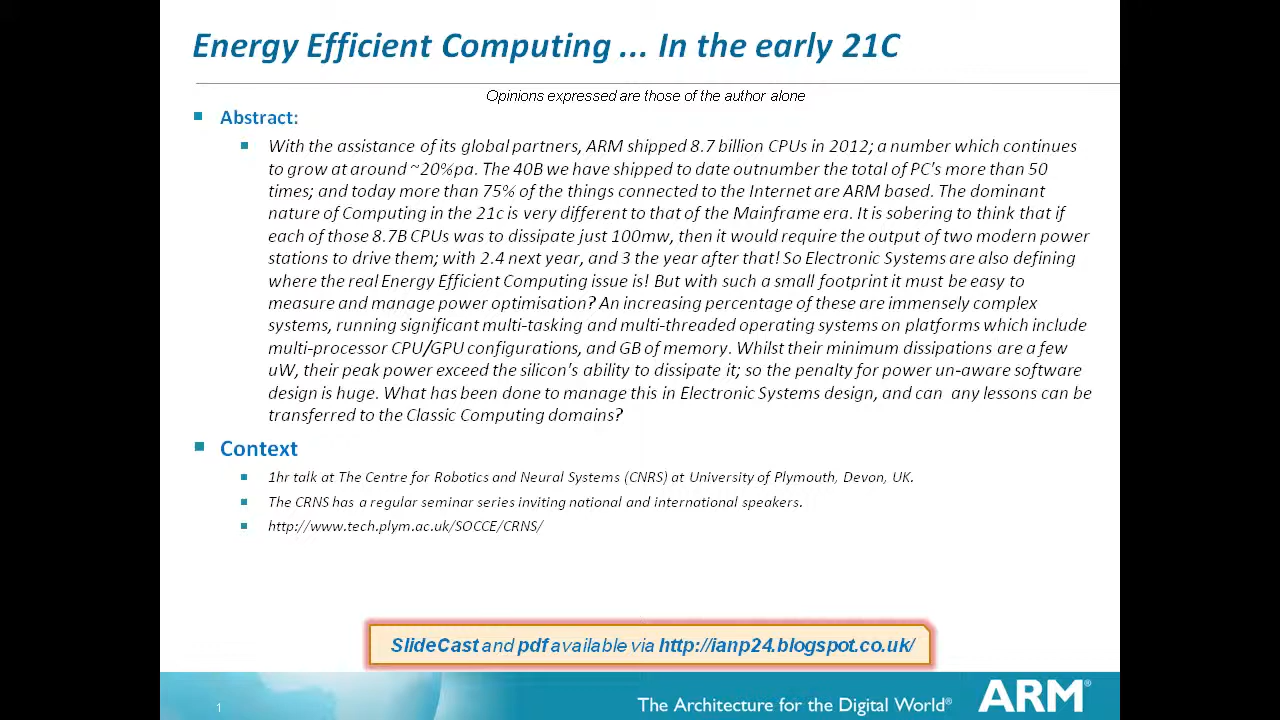 Energy Efficient Computing ... In the early 21C
Opinions expressed are those of the author alone
Abstract:
With the assistance of its global partners, ARM shipped 8.7 billion CPUs in 2012; a number which continues
to grow at around ~20%pa. The 40B we have shipped to date outnumber the total of PC's more than 50
times; and today more than 75% of the things connected to the Internet are ARM based. The dominant
nature of Computing in the 21c is very different to that of the Mainframe era. It is sobering to think that if
each of those 8.7B CPUs was to dissipate just 100mw, then it would require the output of two modern power
stations to drive them; with 2.4 next year, and 3 the year after that! So Electronic Systems are also defining
where the real Energy Efficient Computing issue is! But with such a small footprint it must be easy to
measure and manage power optimisation? An increasing percentage of these are immensely complex
systems, running significant multi-tasking and multi-threaded operating systems on platforms which include
multi-processor CPU/GPU configurations, and GB of memory. Whilst their minimum dissipations are a few
uW, their peak power exceed the silicon's ability to dissipate it; so the penalty for power un-aware software
design is huge. What has been done to manage this in Electronic Systems design, and can any lessons can be
transferred to the Classic Computing domains?
Context
1hr talk at The Centre for Robotics and Neural Systems (CNRS) at University of Plymouth, Devon, UK.
The CRNS has a regular seminar series inviting national and international speakers.
http://www.tech.plym.ac.uk/SOCCE/CRNS/
SlideCast and pdf available via http://ianp24.blogspot.co.uk/
1
The Architecture for the Digital World® ARM®